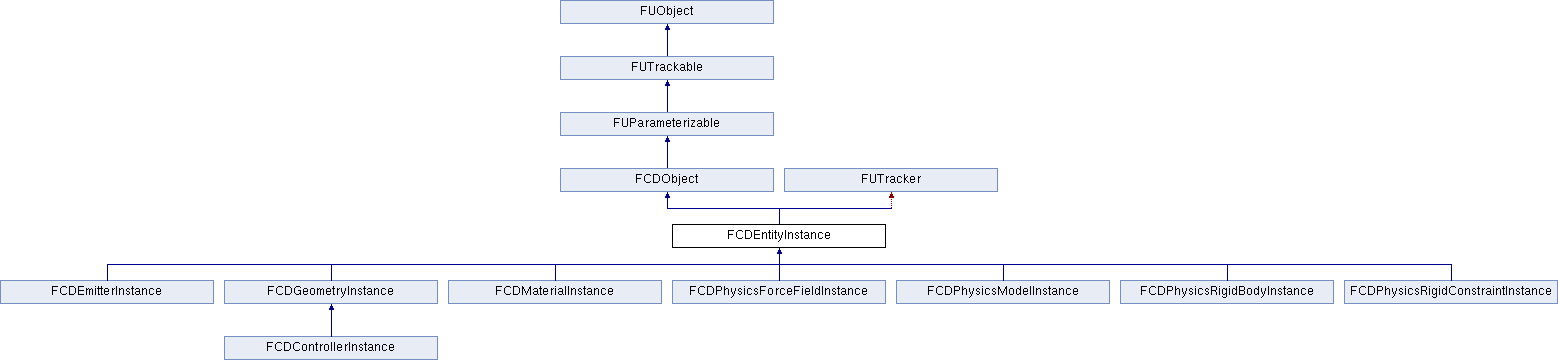 FUObject
FUTrackable
FUParameterizable
FCDObject
FUTracker
FCDEntityInstance
FCDEmitterInstance
FCDGeometryInstance
FCDMaterialInstance
FCDPhysicsForceFieldInstance
FCDPhysicsModelInstance
FCDPhysicsRigidBodyInstance
FCDPhysicsRigidConstraintInstance
FCDControllerInstance